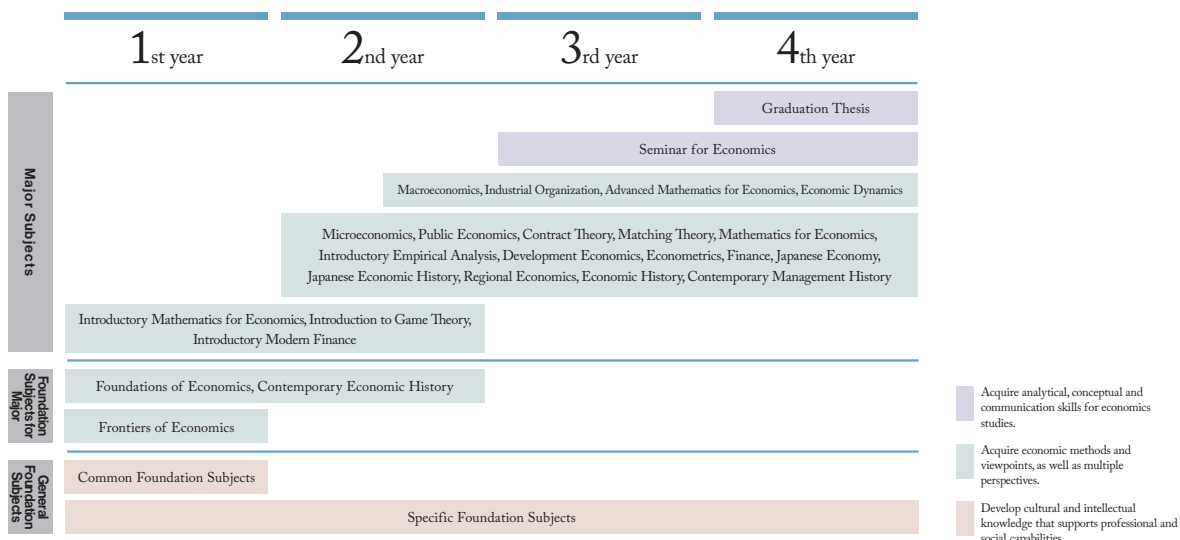 1st year
2nd year
3rd year
4th year
Major Subjects
Graduation Thesis
Seminar for Economics
Macroeconomics, Industrial Organization, Advanced Mathematics for Economics, Economic Dynamics
Microeconomics, Public Economics, Contract Theory, Matching Theory, Mathematics for Economics,
Introductory Empirical Analysis, Development Economics, Econometrics, Finance, Japanese Economy,
Japanese Economic History, Regional Economics, Economic History, Contemporary Management History
Introductory Mathematics for Economics, Introduction to Game Theory,
Introductory Modern Finance
Foundation
Subjects for
Major
Foundations of Economics, Contemporary Economic History
Frontiers of Economics
General
Foundation
Subjects
Common Foundation Subjects
Specific Foundation Subjects
Acquire analytical, conceptual and
communication skills for economics
studies.
Acquire economic methods and
viewpoints, as well as multiple
perspectives.
Develop cultural and intellectual
knowledge that supports professional and
social capabilities.